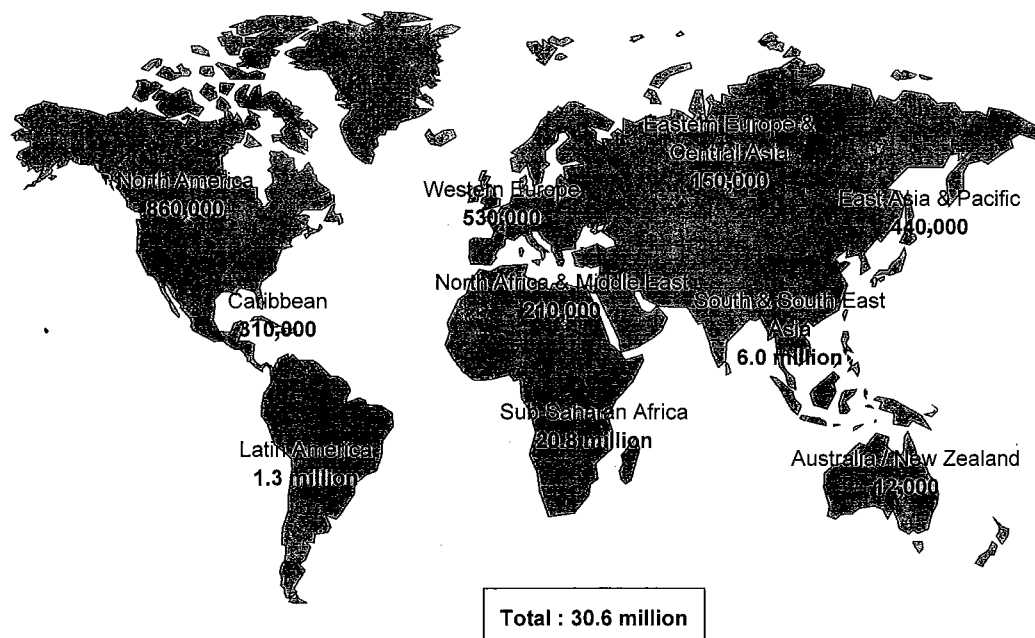 Eastern Europe &
Central Asia
150,000
North America
860,000
Western Europe
530,000
East Asia & Pacific
440,000
North Africa & Middle East
210,000
Caribbean
310,000
South & South East
Asia
6.0 million
Sub Saharan Africa
20.8 million
Latin America
1.3 million
Australia / New Zealand
12,000
Total : 30.6 million